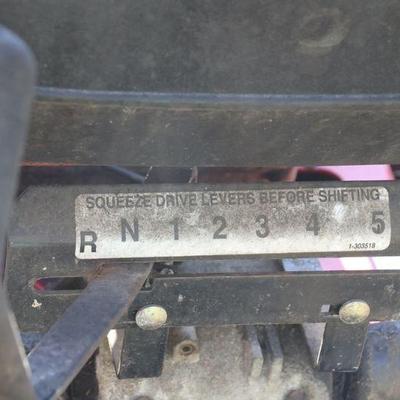 SQUEEZE DRIVE LEVERS BEFORE SHIFTING
R N 1 2 3 4 5
1-303518